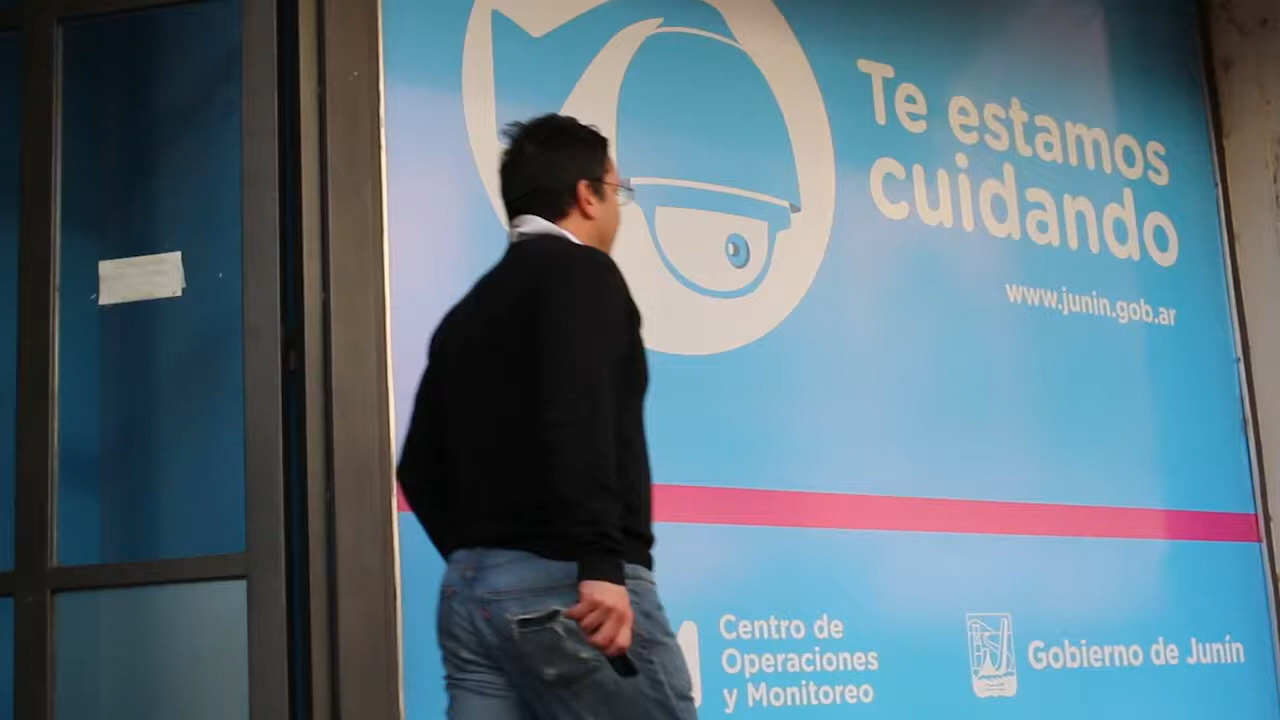 Te estamos
cuidando
www.junin.gob.ar
Centro de
Operaciones
y Monitoreo
Gobierno de Junín